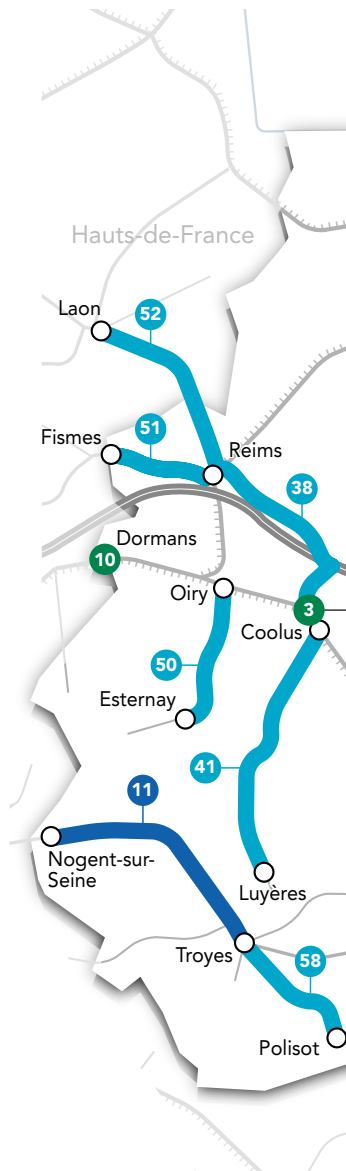 Hauts-de-France
Laon
52
Fismes
51
Reims
38
Dormans
10
Oiry
3
Coolus
50
Esternay
41
11
Nogent-sur-
Seine
Luyères
Troyes
58
Polisot